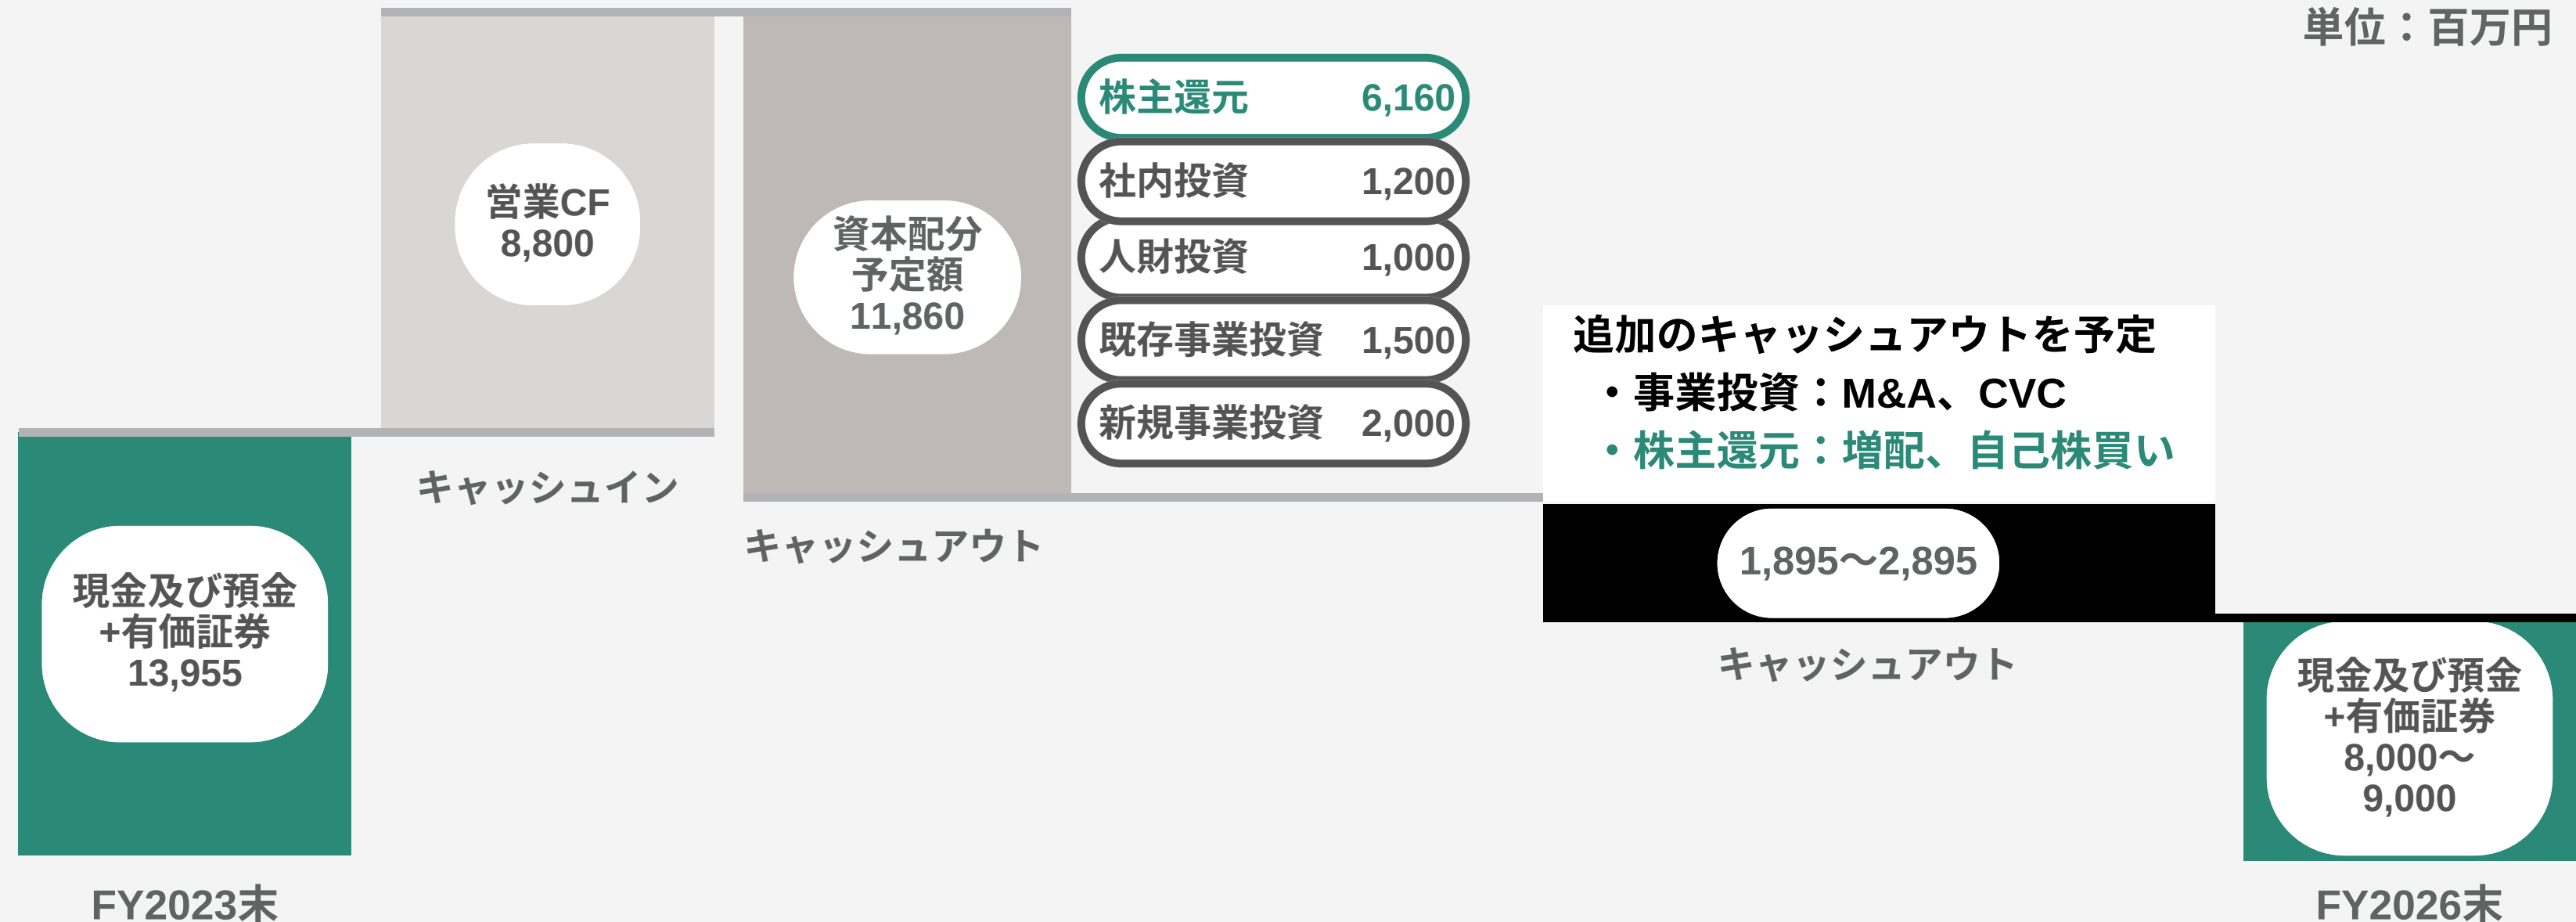 単位：百万円
営業CF
8,800
資本配分
予定額
11,860
株主還元 6,160
社内投資 1,200
人財投資 1,000
既存事業投資 1,500
新規事業投資 2,000
追加のキャッシュアウトを予定
・事業投資：M&A、CVC
・株主還元：増配、自己株買い
キャッシュイン
キャッシュアウト
1,895〜2,895
キャッシュアウト
現金及び預金
+有価証券
13,955
現金及び預金
+有価証券
8,000〜
9,000
FY2023末
FY2026末